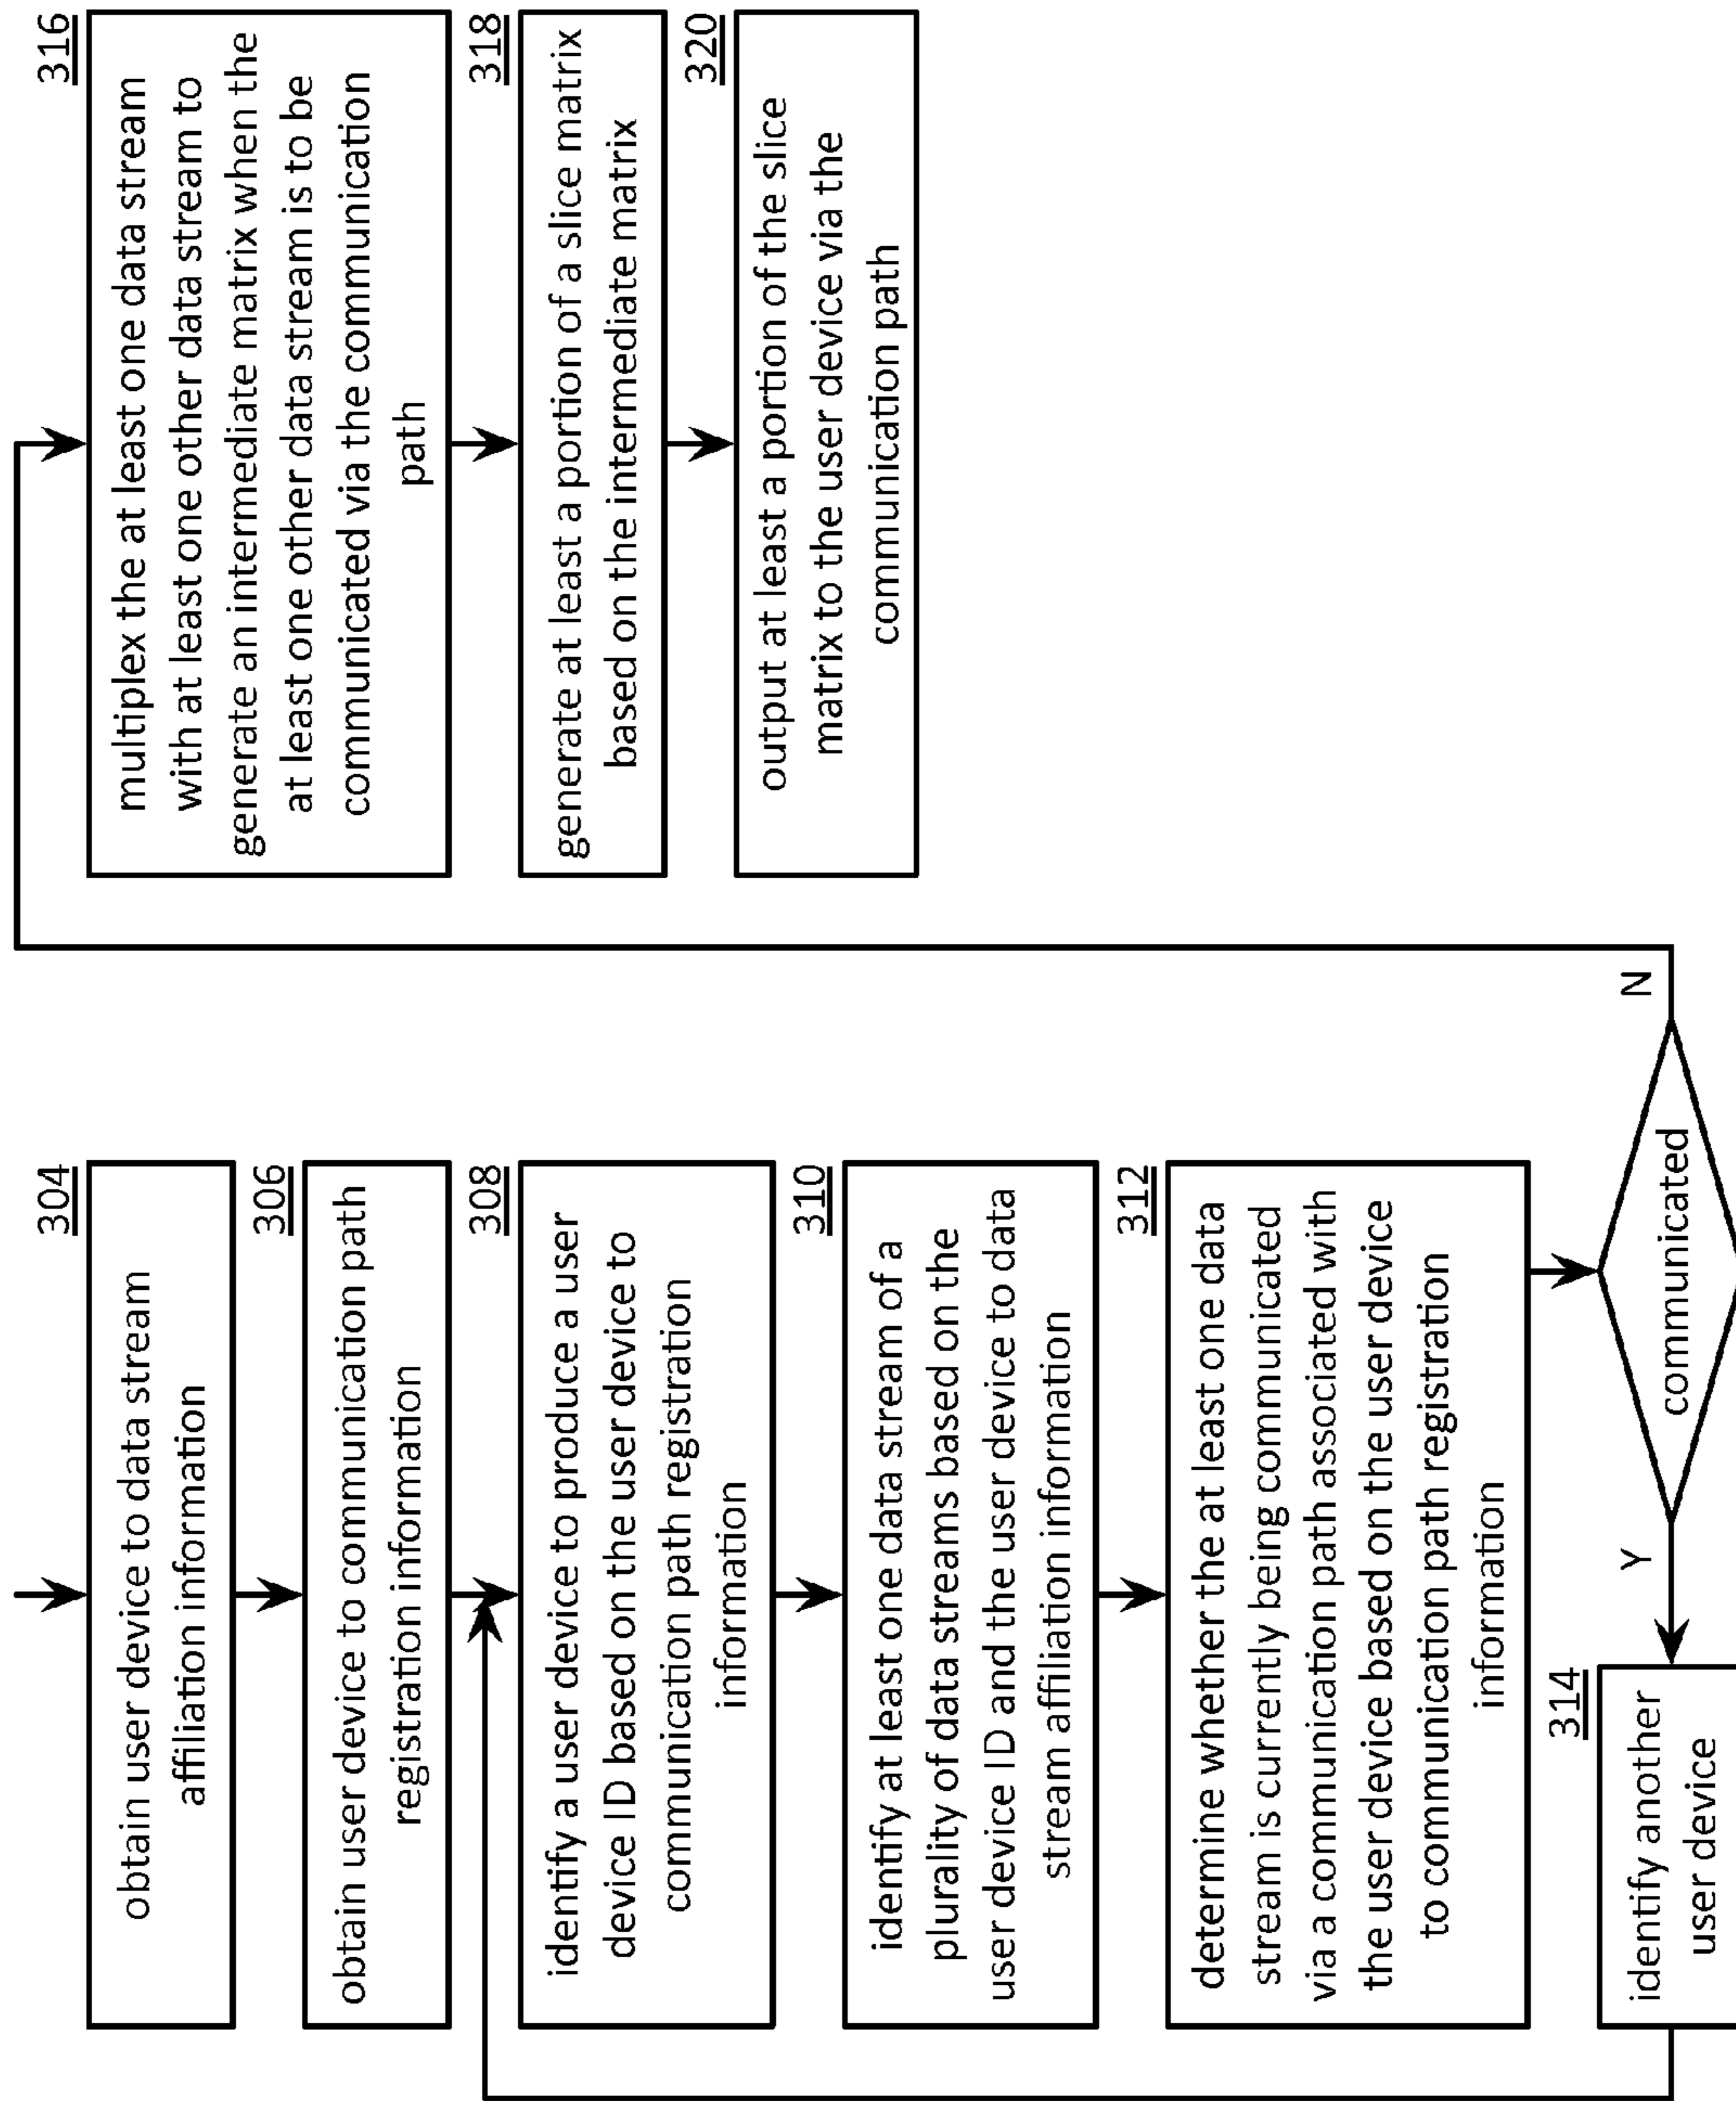 304
obtain user device to data stream
affiliation information
306
obtain user device to communication path
registration information
308
identify a user device to produce a user
device ID based on the user device to
communication path registration
information
310
identify at least one data stream of a
plurality of data streams based on the
user device ID and the user device to data
stream affiliation information
312
determine whether the at least one data
stream is currently being communicated
via a communication path associated with
the user device based on the user device
to communication path registration
information
314
identify another
user device
Y
communicated
N
316
multiplex the at least one data stream
with at least one other data stream to
generate an intermediate matrix when the
at least one other data stream is to be
communicated via the communication
path
318
generate at least a portion of a slice matrix
based on the intermediate matrix
320
output at least a portion of the slice
matrix to the user device via the
communication path